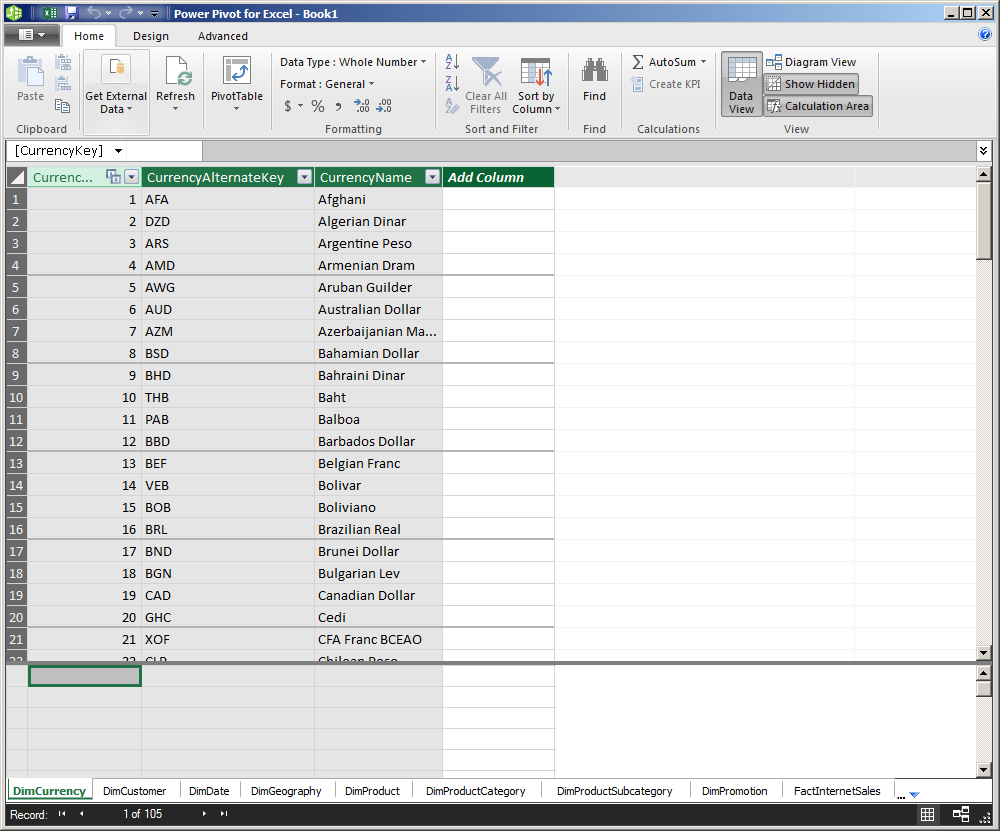 Power Pivot for Excel - Book1
Home Design Advanced
Paste
Clipboard
Get External Data
Refresh
PivotTable
Data Type : Whole Number
Format : General
$ % ,
.00
.00
Formatting
Clear All Filters
Sort by Column
Sort and Filter
Find
Find
AutoSum
Create KPI
Calculations
Data View
Diagram View
Show Hidden
Calculation Area
View
[CurrencyKey]
Currenc... CurrencyAlternateKey CurrencyName Add Column
1 1 AFA Afghani
2 2 DZD Algerian Dinar
3 3 ARS Argentine Peso
4 4 AMD Armenian Dram
5 5 AWG Aruban Guilder
6 6 AUD Australian Dollar
7 7 AZM Azerbaijanian Ma...
8 8 BSD Bahamian Dollar
9 9 BHD Bahraini Dinar
10 10 THB Baht
11 11 PAB Balboa
12 12 BBD Barbados Dollar
13 13 BEF Belgian Franc
14 14 VEB Bolivar
15 15 BOB Boliviano
16 16 BRL Brazilian Real
17 17 BND Brunei Dollar
18 18 BGN Bulgarian Lev
19 19 CAD Canadian Dollar
20 20 GHC Cedi
21 21 XOF CFA Franc BCEAO
22 22 CLP Chilean Peso
DimCurrency DimCustomer DimDate DimGeography DimProduct DimProductCategory DimProductSubcategory DimPromotion FactInternetSales ...
Record: 1 of 105